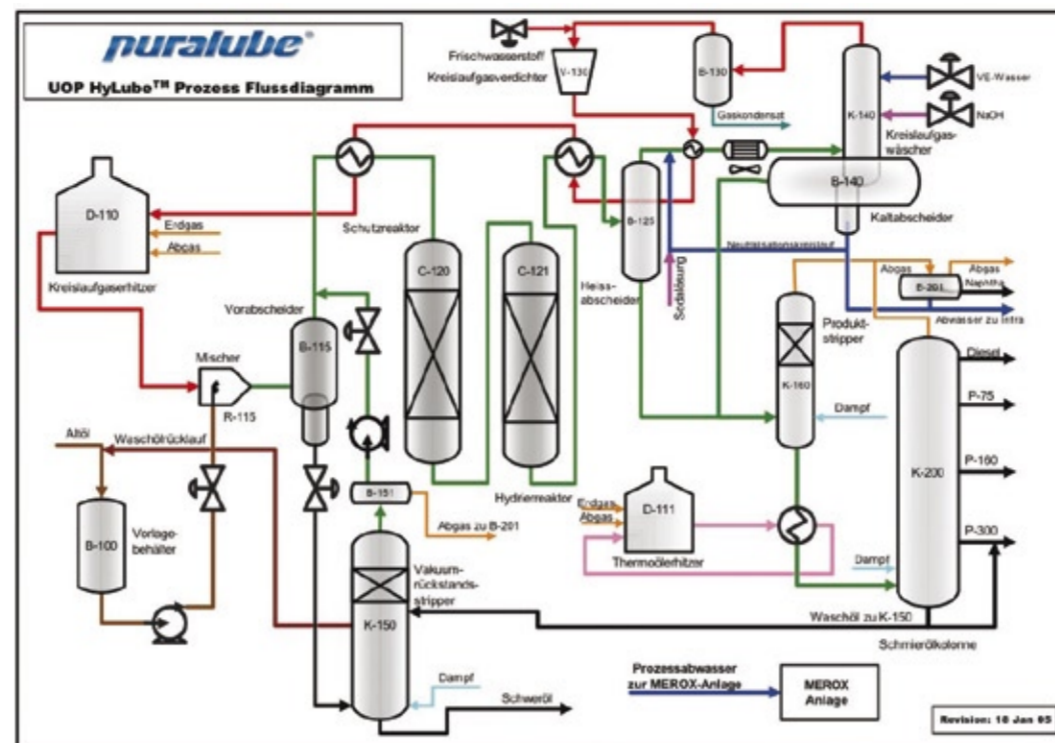 puralube®
UOP HyLube™ Prozess Flussdiagramm
Frischwasserstoff
Kreislaufgasverdichter
V-130
B-130
Gaskondensat
K-140
VE-Wasser
NaOH
Kreislaufgas-
wäscher
B-140
Kaltabscheider
D-110
Erdgas
Abgas
Kreislaufgaserhitzer
Schutzreaktor
C-120
C-121
Hydrierreaktor
B-125
Heiss-
abscheider
Neutralisationskreislauf
Sodalösung
Abgas
Abgas
Naphtha
B-201
Abwasser zu Infra
Vorabscheider
B-115
Mischer
R-115
Produkt-
stripper
K-160
Dampf
Diesel
P-75
P-160
P-300
K-200
Altöl
Waschölrücklauf
B-100
Vorlage-
behälter
B-151
Abgas zu B-201
Vakuum-
rückstands-
stripper
K-150
Erdgas
Abgas
D-111
Thermoölerhitzer
Dampf
Waschöl zu K-150
Schmierölkolonne
Dampf
Schweröl
Prozessabwasser
zur MEROX-Anlage
MEROX
Anlage
Revision: 18 Jan 05